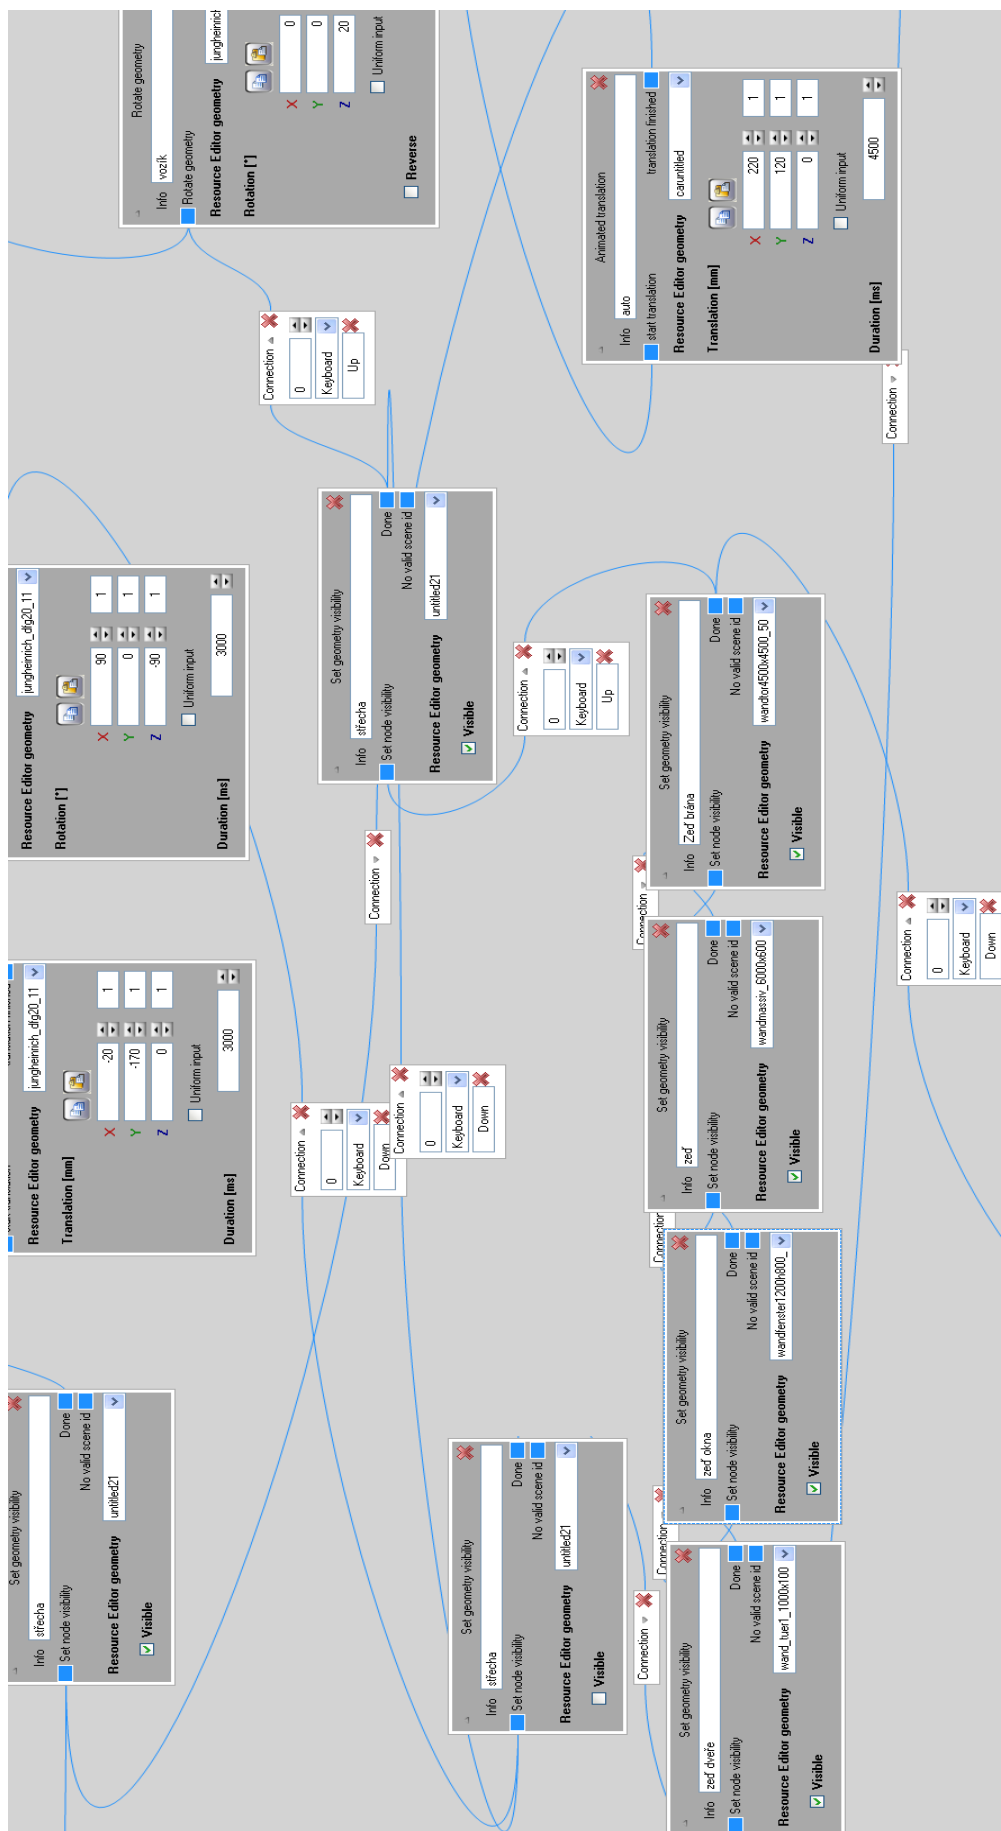 Set geometry visibility
Info střecha
Set node visibility Done
No valid scene id
Resource Editor geometry untitled21
Visible
Resource Editor geometry jungheinrich_dfg20_11
Translation [mm]
X -20 1
Y -170 1
Z 0 1
Uniform input
Duration [ms] 3000
Resource Editor geometry jungheinrich_dfg20_11
Rotation [°]
X 90 1
Y 0 1
Z -90 1
Uniform input
Duration [ms] 3000
Rotate geometry
Info vozík
Rotate geometry
Resource Editor geometry jungheinrich
Rotation [°]
X 0
Y 0
Z 20
Uniform input
Reverse
Connection
0
Keyboard
Up
Connection
0
Keyboard
Down
Connection
0
Keyboard
Down
Connection
Set geometry visibility
Info střecha
Set node visibility Done
No valid scene id
Resource Editor geometry untitled21
Visible
Set geometry visibility
Info střecha
Set node visibility Done
No valid scene id
Resource Editor geometry untitled21
Visible
Connection
0
Keyboard
Up
Animated translation
Info auto
start translation translation finished
Resource Editor geometry caruntitled
Translation [mm]
X 220 1
Y 120 1
Z 0 1
Uniform input
Duration [ms] 4500
Connection
Connection
Connection
Connection
Set geometry visibility
Info zeď dveře
Set node visibility Done
No valid scene id
Resource Editor geometry wand_tuer1_1000x100
Visible
Set geometry visibility
Info zeď okna
Set node visibility Done
No valid scene id
Resource Editor geometry wandfenster1200h800_
Visible
Set geometry visibility
Info zeď
Set node visibility Done
No valid scene id
Resource Editor geometry wandmassiv_6000x600
Visible
Set geometry visibility
Info Zeď brána
Set node visibility Done
No valid scene id
Resource Editor geometry wandtor4500x4500_50
Visible
Connection
Connection
0
Keyboard
Down